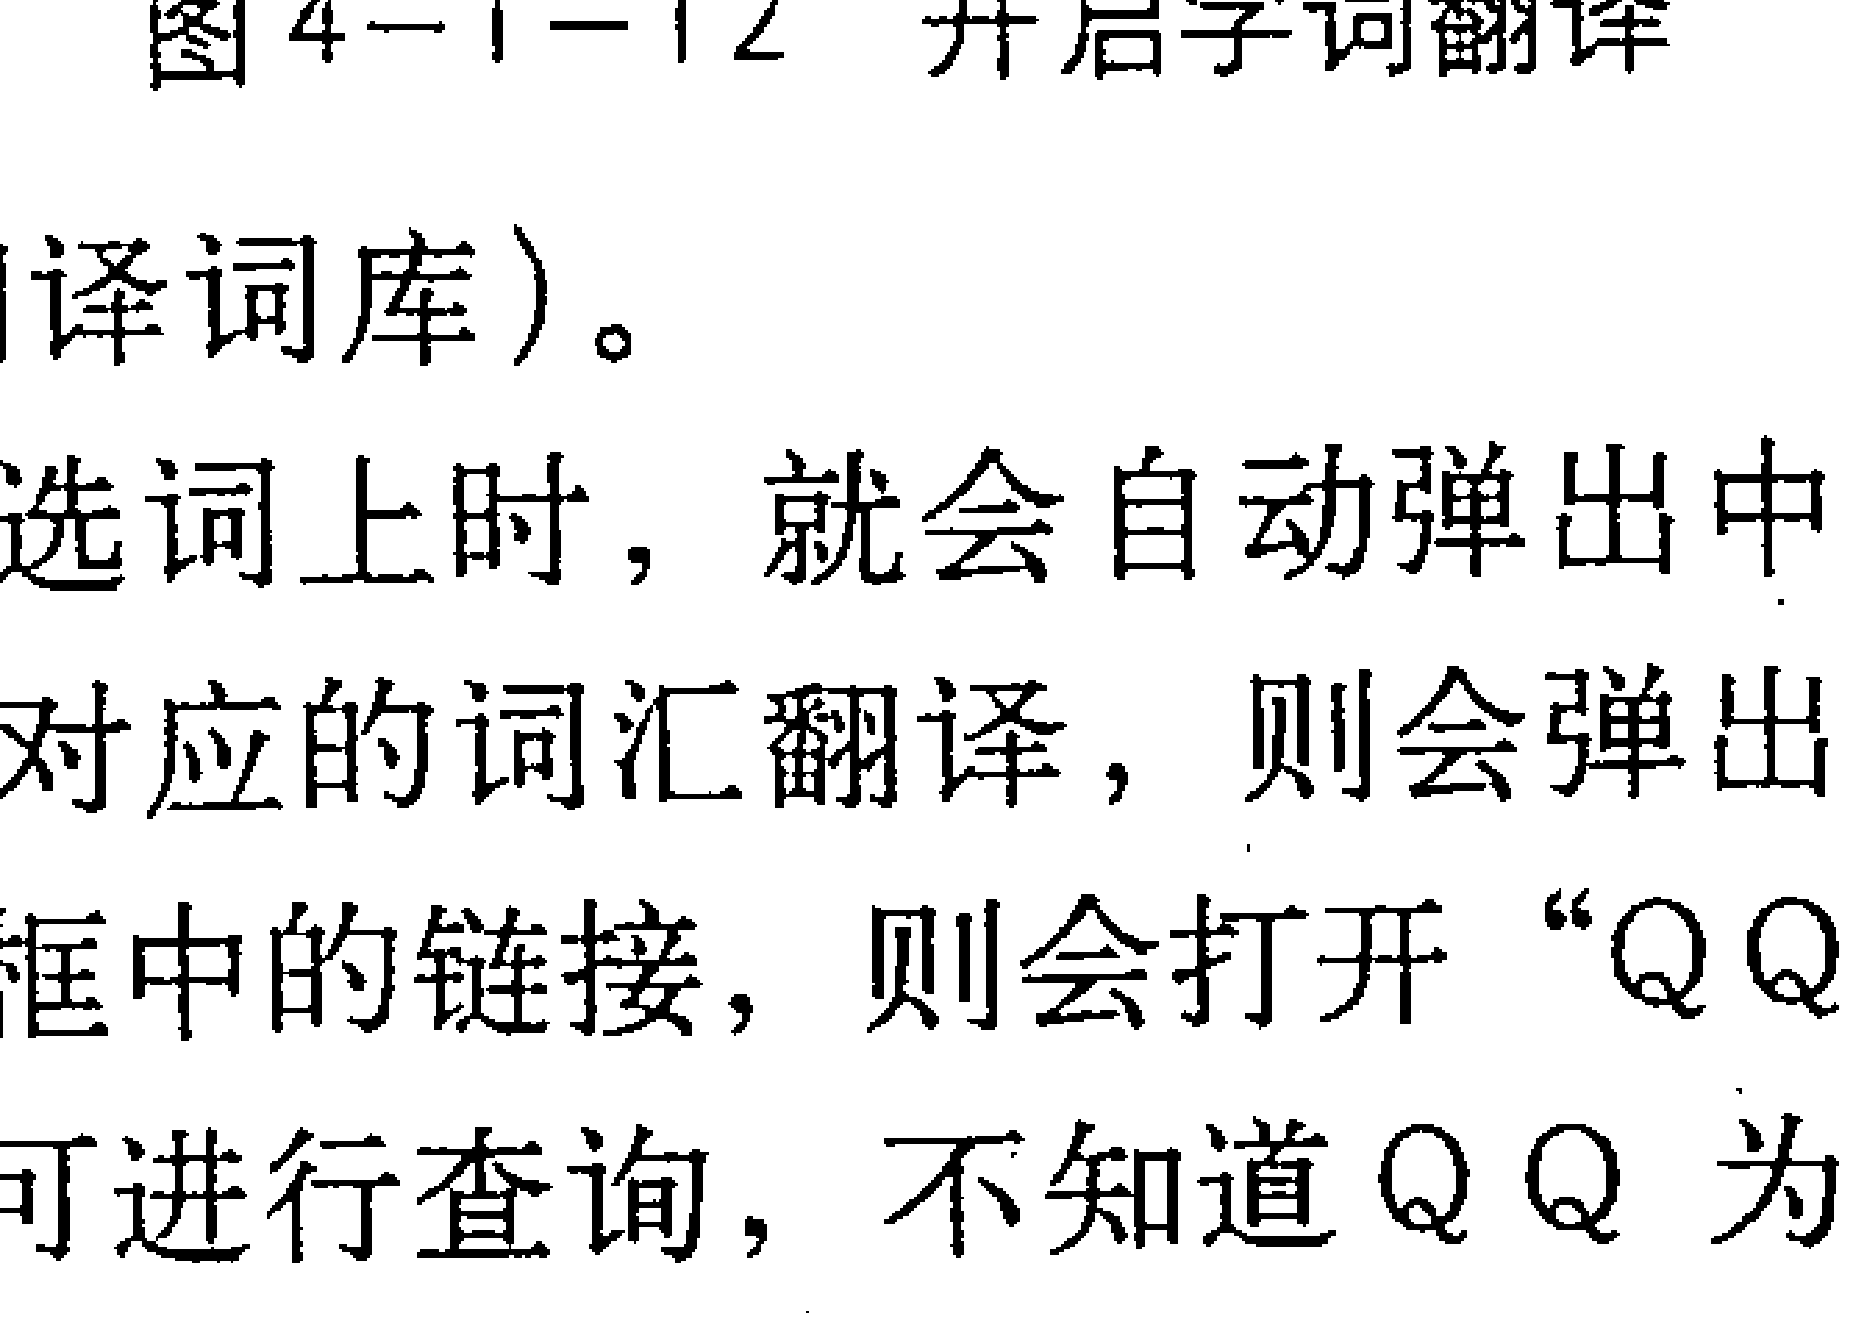 图4-1-12 开启字词翻译
译词库)。
选词上时，就会自动弹出中
对应的词汇翻译，则会弹出
框中的链接，则会打开“QQ
可进行查询，不知道QQ 为